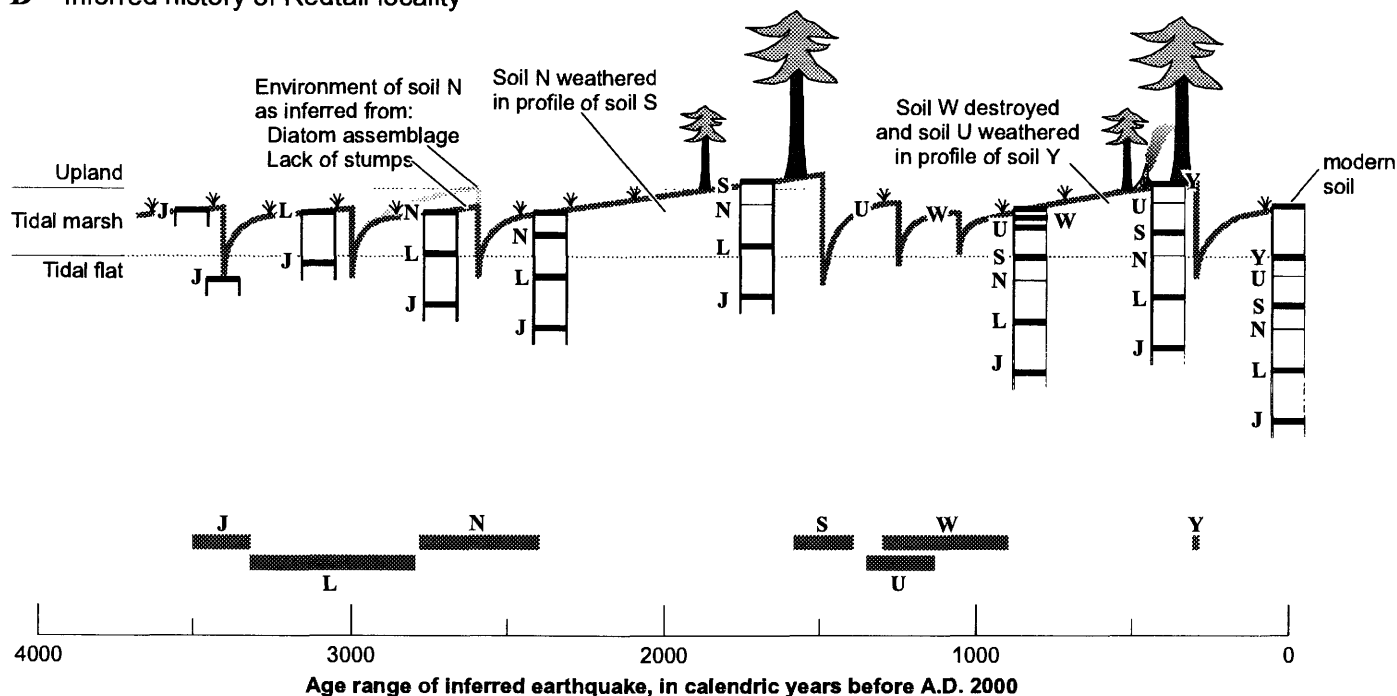 Inferred history of Redtail locality
Environment of soil N
as inferred from:
Diatom assemblage
Lack of stumps
Soil N weathered
in profile of soil S
Soil W destroyed
and soil U weathered
in profile of soil Y
modern
soil
Upland
Tidal marsh
Tidal flat
J
J
L
J
N
L
J
N
L
J
S
N
L
J
U
W
W
U
S
N
L
J
Y
U
S
N
L
J
Y
U
S
N
L
J
J
L
N
S
U
W
Y
4000 3000 2000 1000 0
Age range of inferred earthquake, in calendric years before A.D. 2000